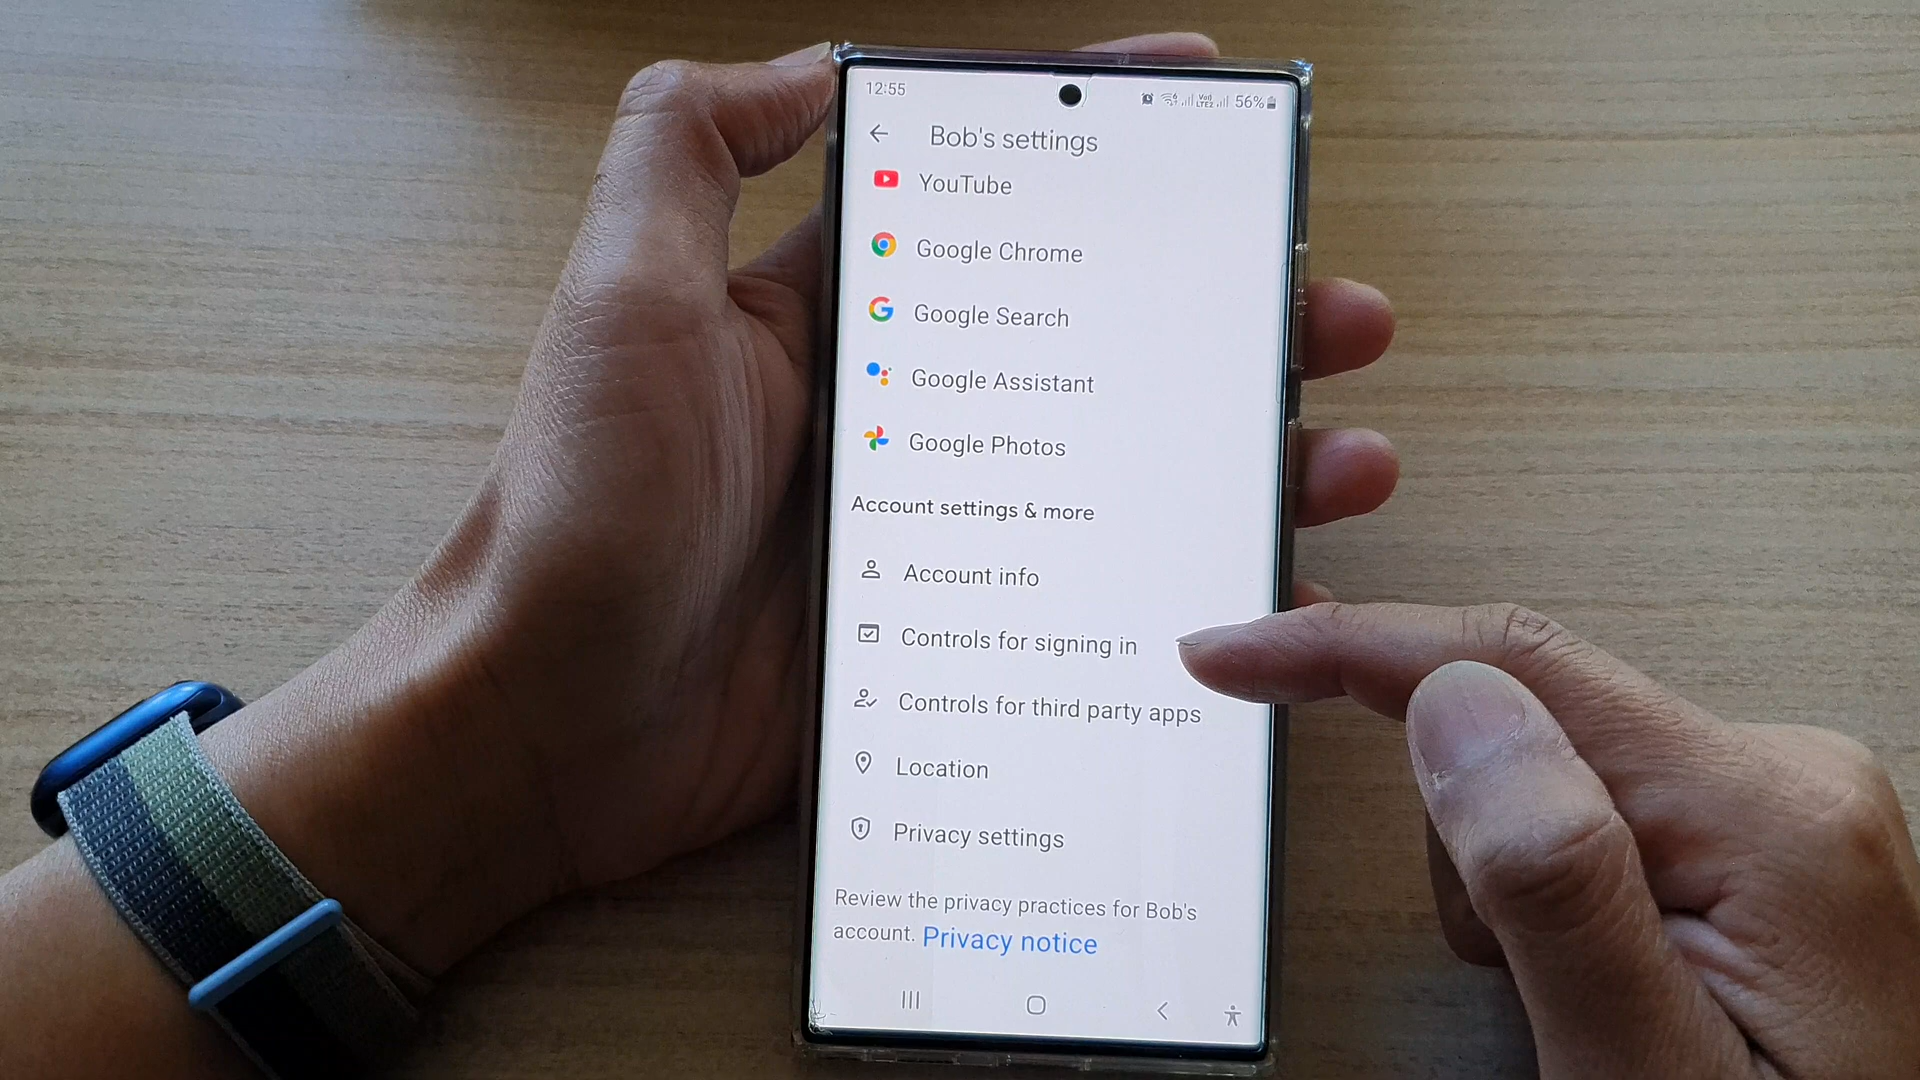 12:55
56%
Bob's settings
YouTube
Google Chrome
Google Search
Google Assistant
Google Photos
Account settings & more
Account info
Controls for signing in
Controls for third party apps
Location
Privacy settings
Review the privacy practices for Bob's
account. Privacy notice